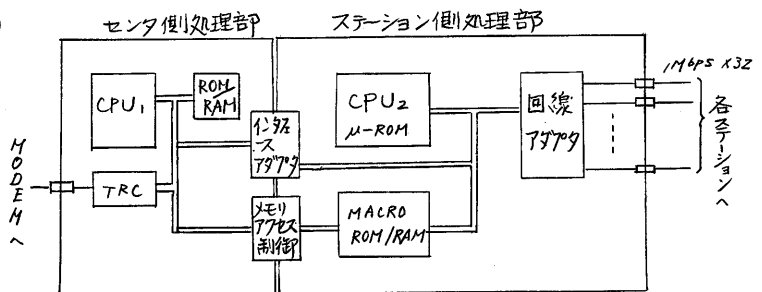 センタ側処理部
ステーション側処理部
CPU₁
ROM/
RAM
MODEMへ
TRC
インタフェ
ース
アダプタ
メモリ
アクセス
制御
CPU₂
μ-ROM
MACRO
ROM/RAM
回線
アダプタ
1Mbps X32
各ステーションへ